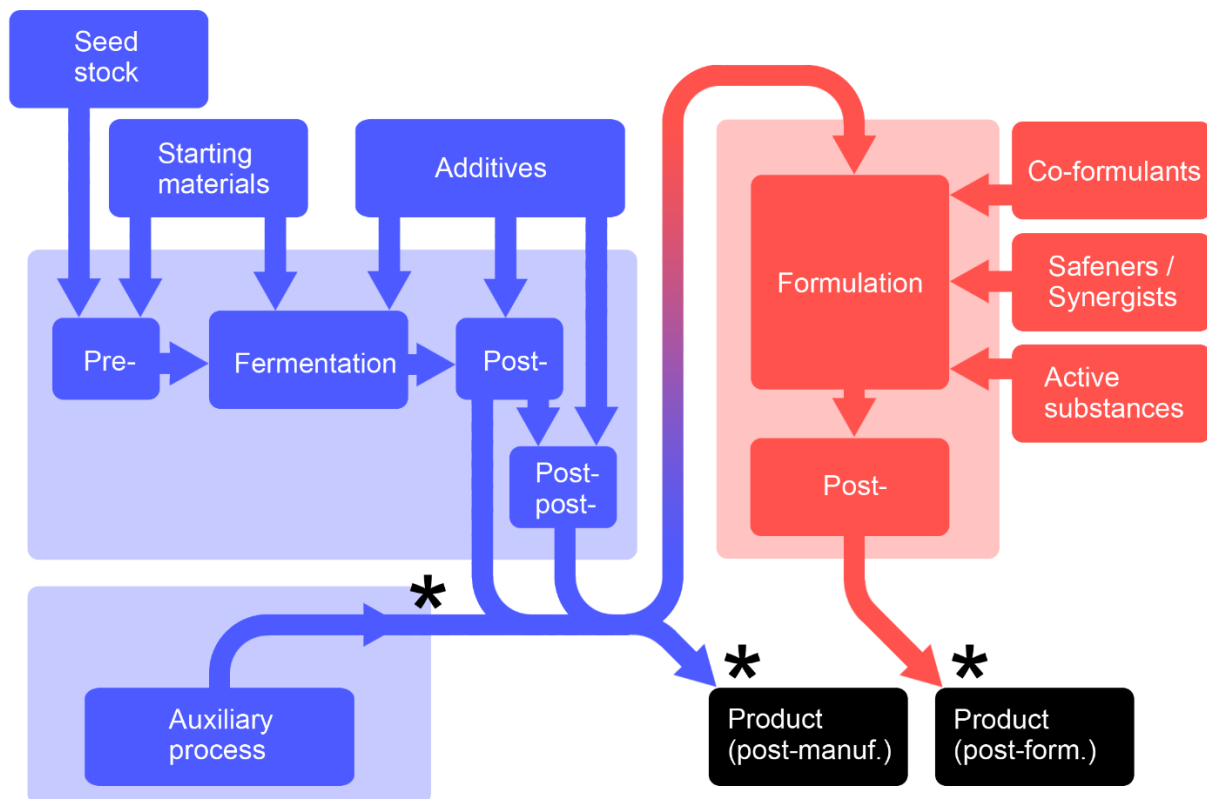 Seed
stock
Starting
materials
Additives
Co-formulants
Formulation
Safeners /
Synergists
Pre-
Fermentation
Post-
Active
substances
Post-
post-
Post-
*
Auxiliary
process
*
Product
(post-manuf.)
*
Product
(post-form.)